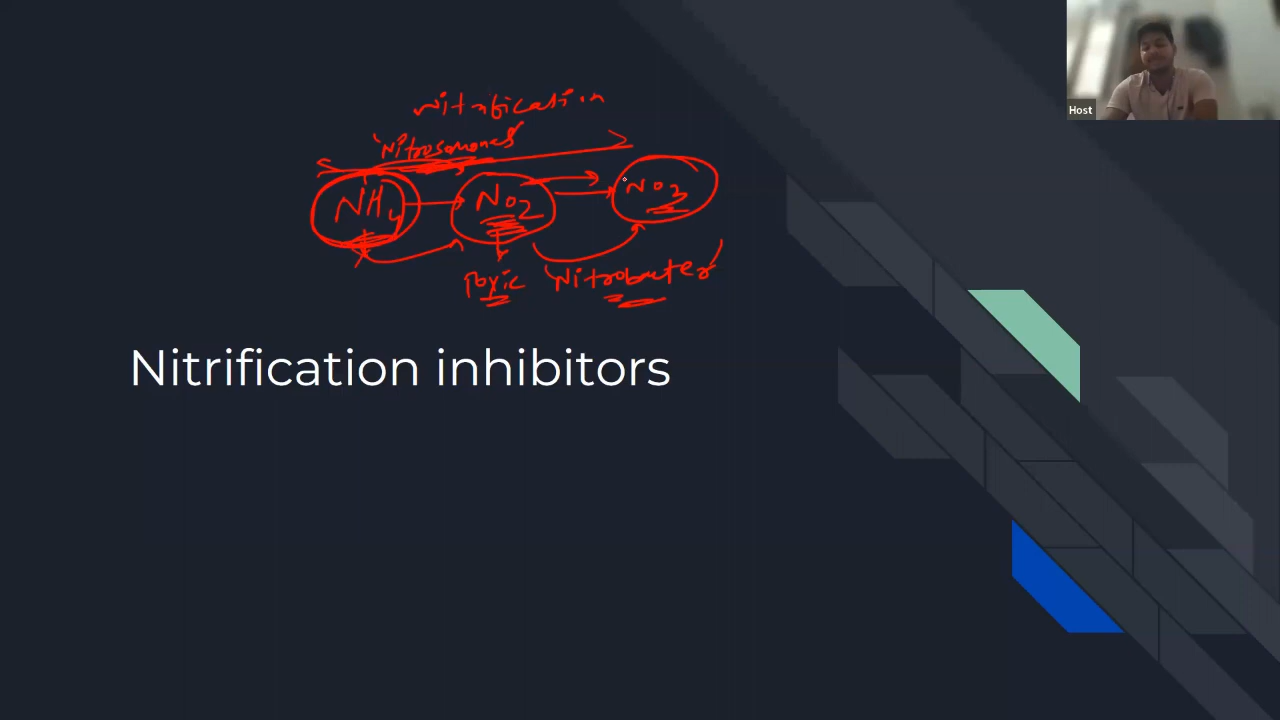 Nitrification
'Nitrosomonas'
NH4 → NO2 → NO3
Toxic 'Nitrobacter'
Nitrification inhibitors
Host